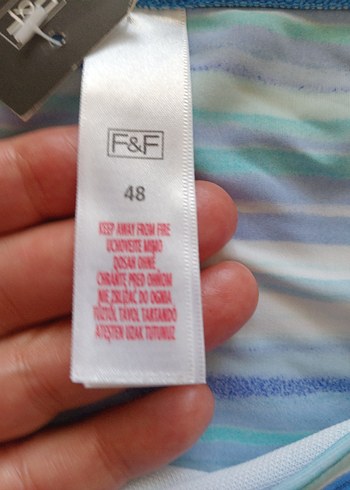 F&F
F&F
48
KEEP AWAY FROM FIRE
UCHOVEJTE MIMO
DOSAH OHNĚ
CHRÁŇTE PRED OHŇOM
NIE ZBLIŻAĆ DO OGNIA
TŰZTŐL TÁVOL TARTANDÓ
ATEŞTEN UZAK TUTUNUZ